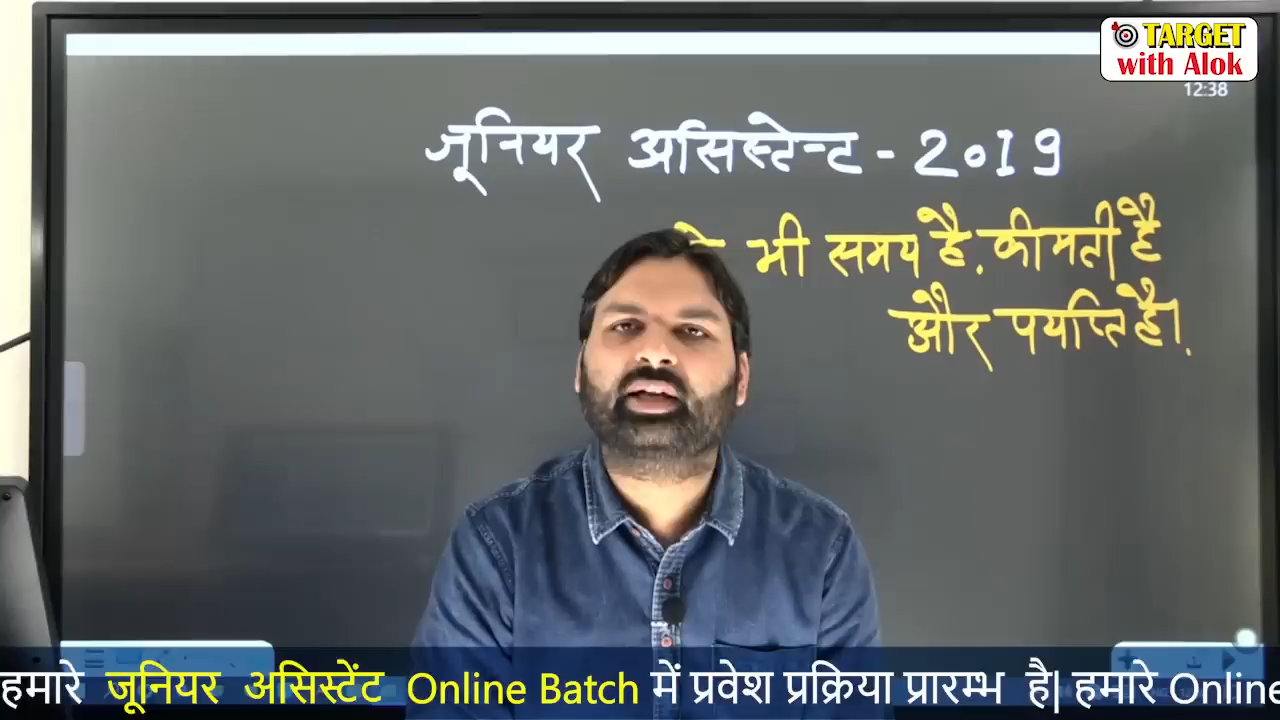 TARGET
with Alok
12:38
जूनियर असिस्टेन्ट - 2019
भी समय है. कीमती है
और पर्याप्त है।.
हमारे जूनियर असिस्टेंट Online Batch में प्रवेश प्रक्रिया प्रारम्भ है| हमारे Online